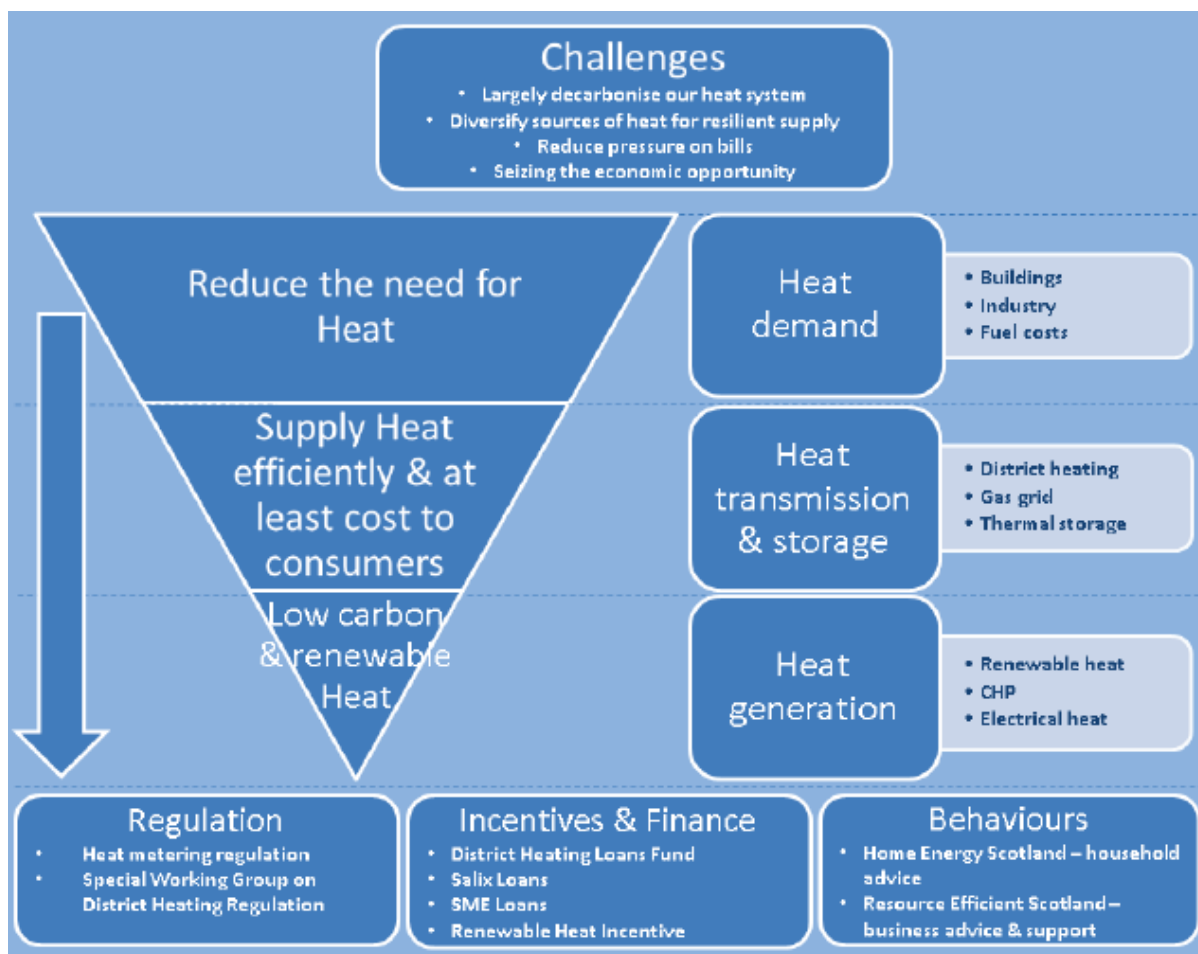 Challenges
• Largely decarbonise our heat system
• Diversify sources of heat for resilient supply
• Reduce pressure on bills
• Seizing the economic opportunity
Reduce the need for
Heat
Heat
demand
• Buildings
• Industry
• Fuel costs
Supply Heat
efficiently & at
least cost to
consumers
Heat
transmission
& storage
• District heating
• Gas grid
• Thermal storage
Low carbon
& renewable
Heat
Heat
generation
• Renewable heat
• CHP
• Electrical heat
Regulation
• Heat metering regulation
• Special Working Group on
District Heating Regulation
Incentives & Finance
• District Heating Loans Fund
• Salix Loans
• SME Loans
• Renewable Heat Incentive
Behaviours
• Home Energy Scotland – household
advice
• Resource Efficient Scotland –
business advice & support